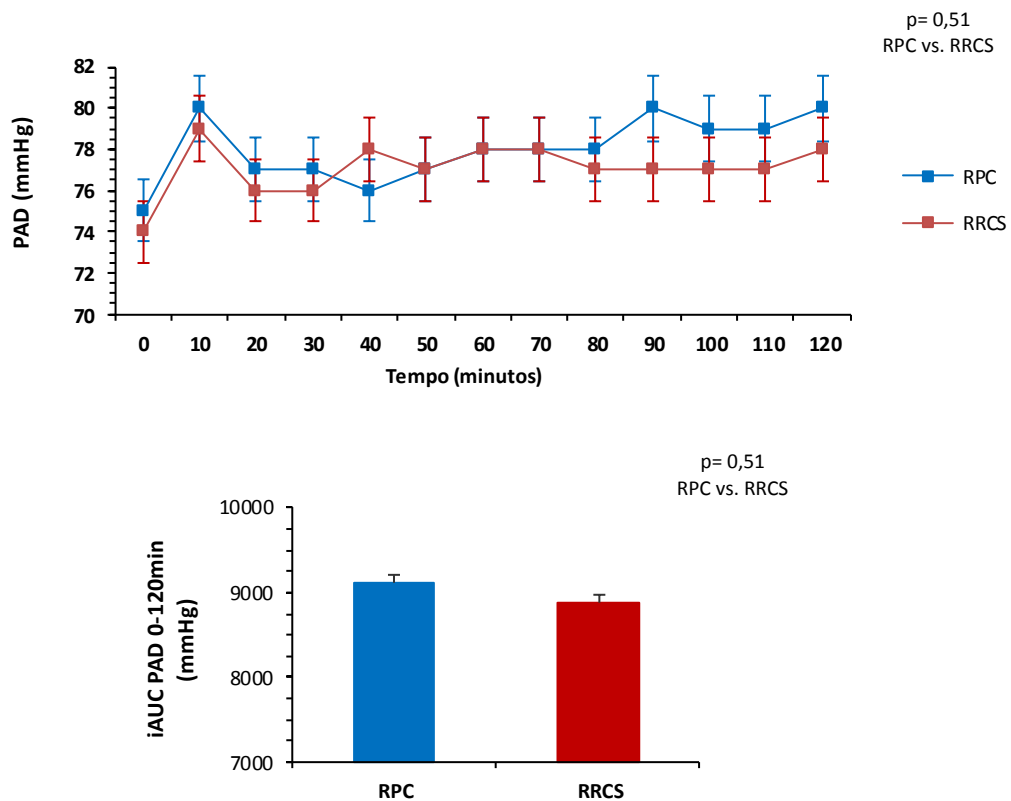 p= 0,51
RPC vs. RRCS
82
80
78
76
74
72
70
PAD (mmHg)
0 10 20 30 40 50 60 70 80 90 100 110 120
Tempo (minutos)
RPC
RRCS
p= 0,51
RPC vs. RRCS
10000
9000
8000
7000
iAUC PAD 0-120min
(mmHg)
RPC RRCS